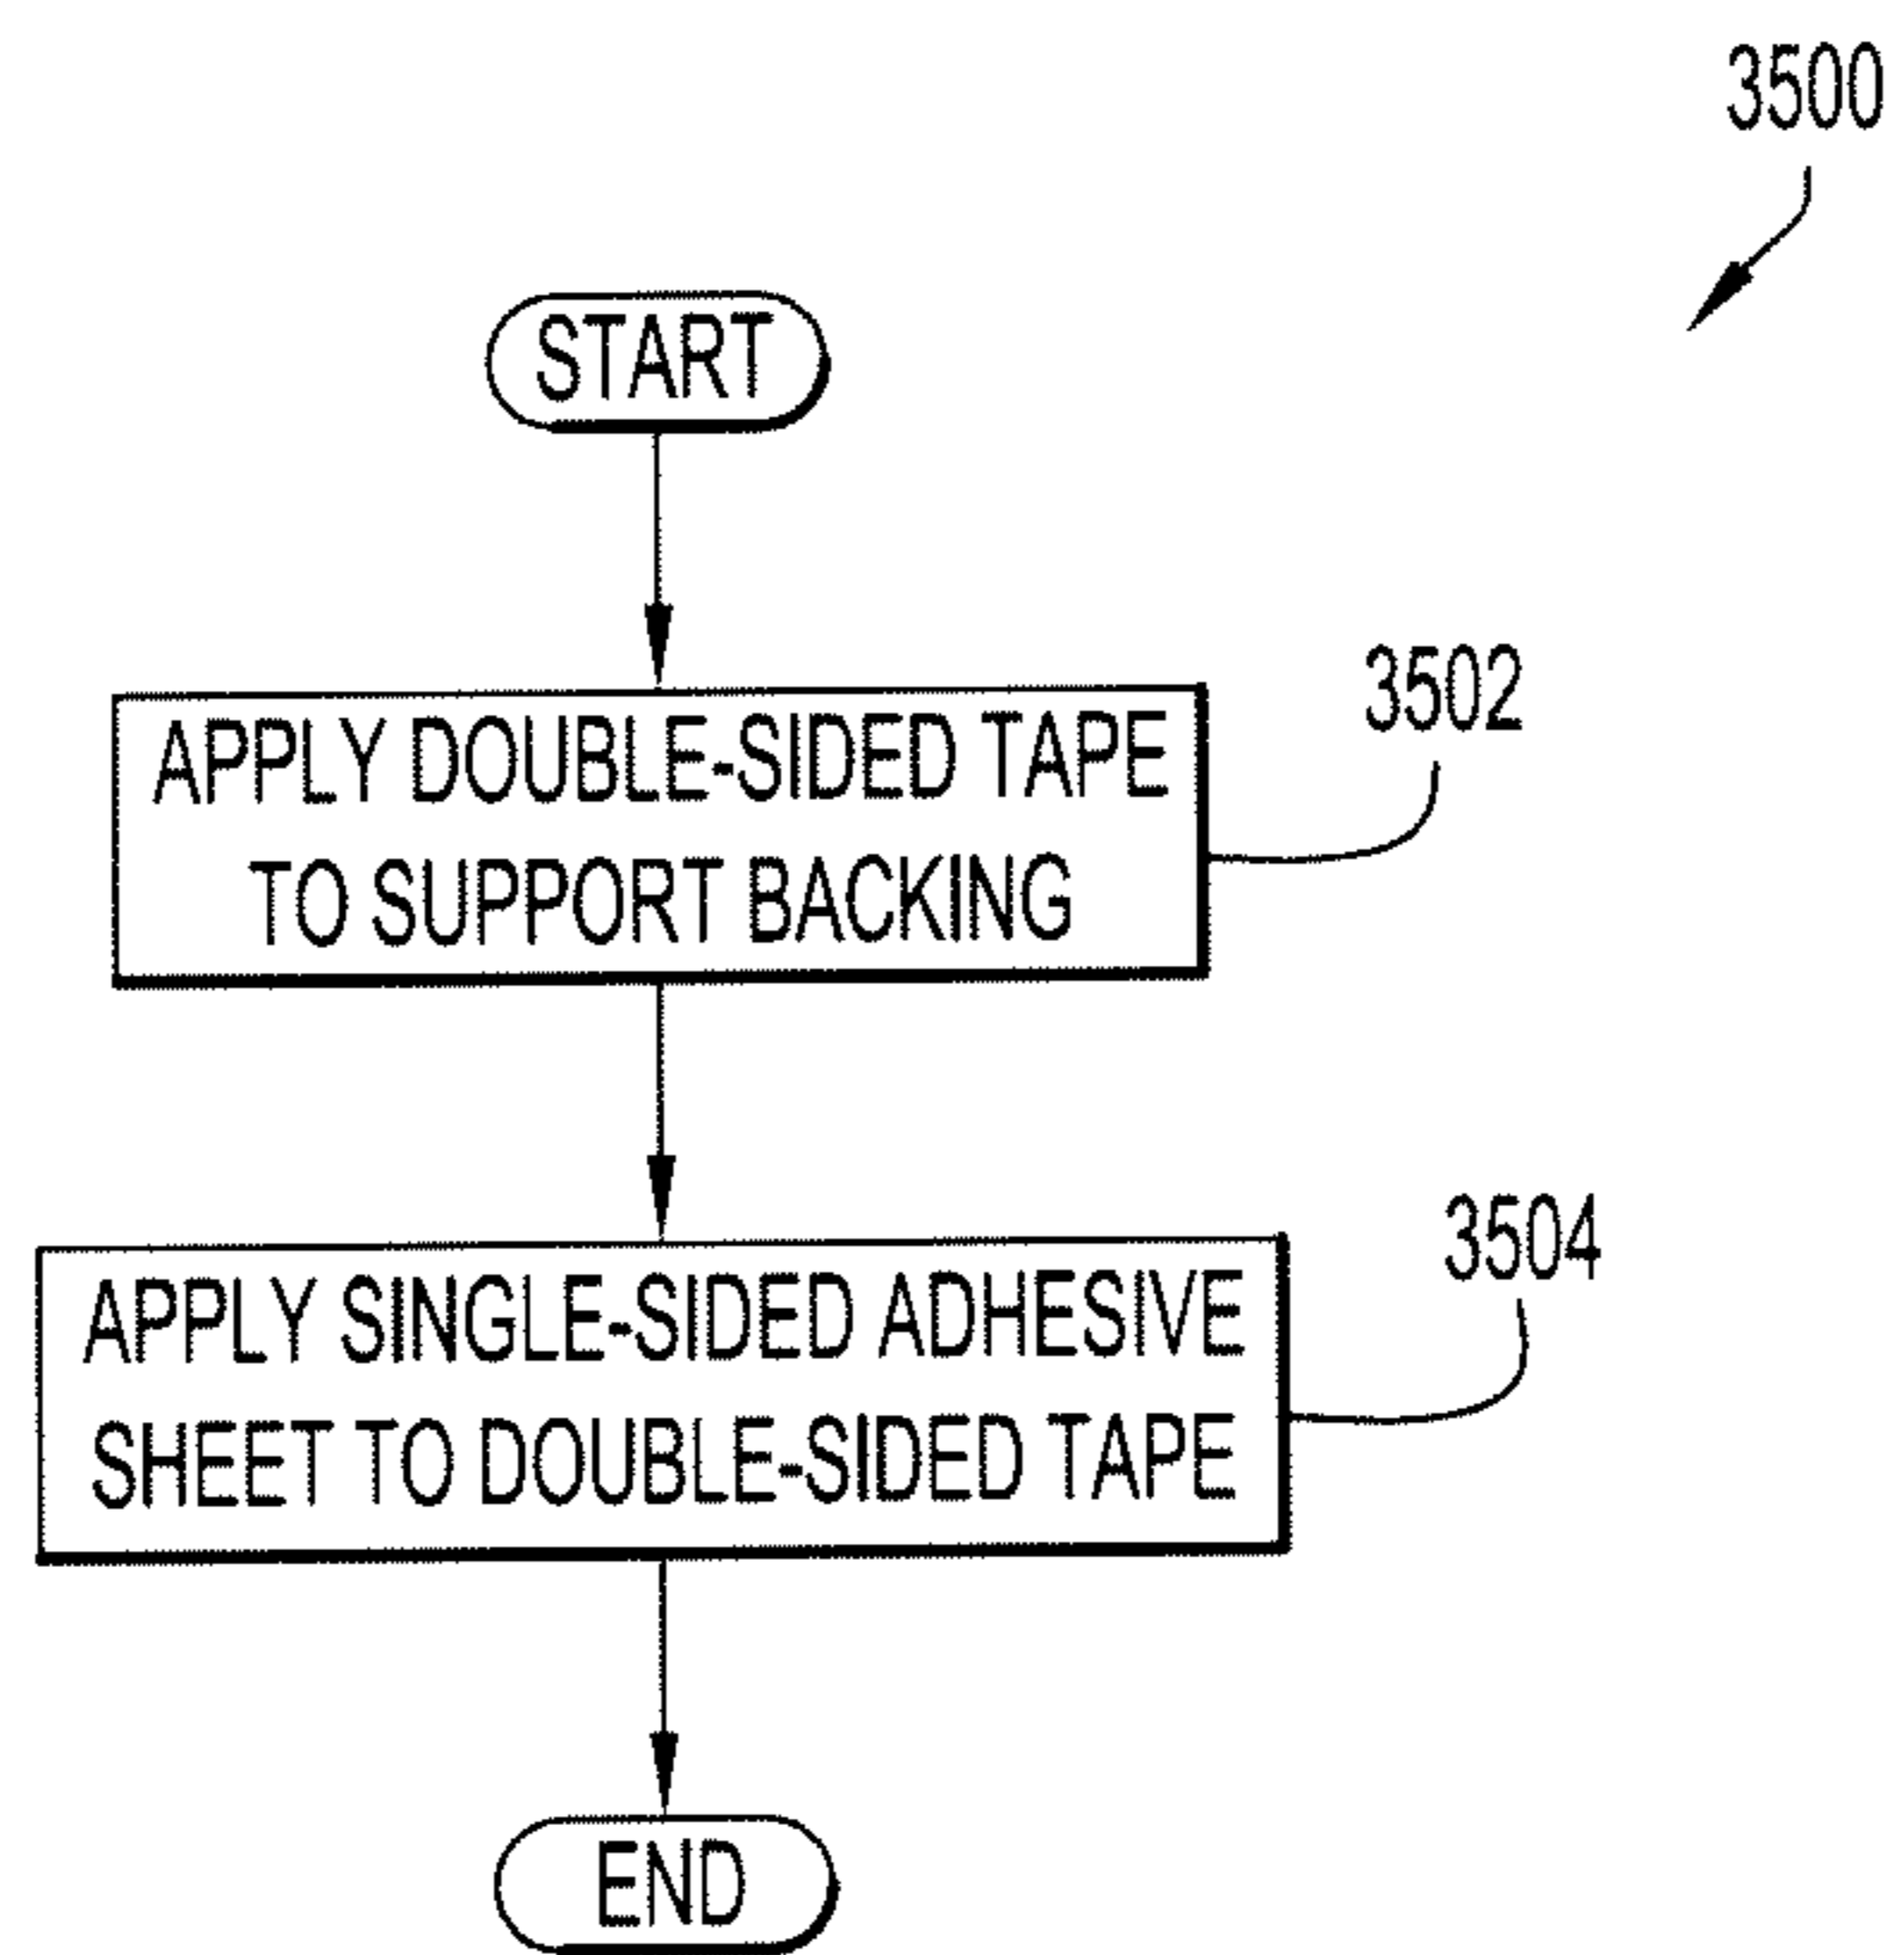 3500
START
APPLY DOUBLE-SIDED TAPE
TO SUPPORT BACKING
3502
APPLY SINGLE-SIDED ADHESIVE
SHEET TO DOUBLE-SIDED TAPE
3504
END